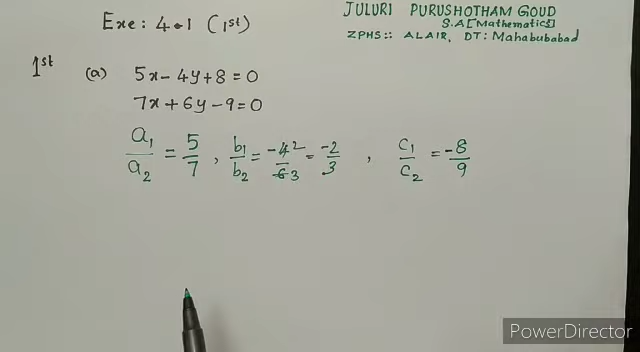 JULURI PURUSHOTHAM GOUD
S.A[Mathematics]
ZPHS:: ALAIR, DT: Mahabubabad
Exe: 4.1 (1st)
1st (a) 5x-4y+8=0
7x+6y-9=0
a₁/a₂ = 5/7, b₁/b₂ = -4 2/6 3 = -2/3, c₁/c₂ = -8/9
PowerDirector